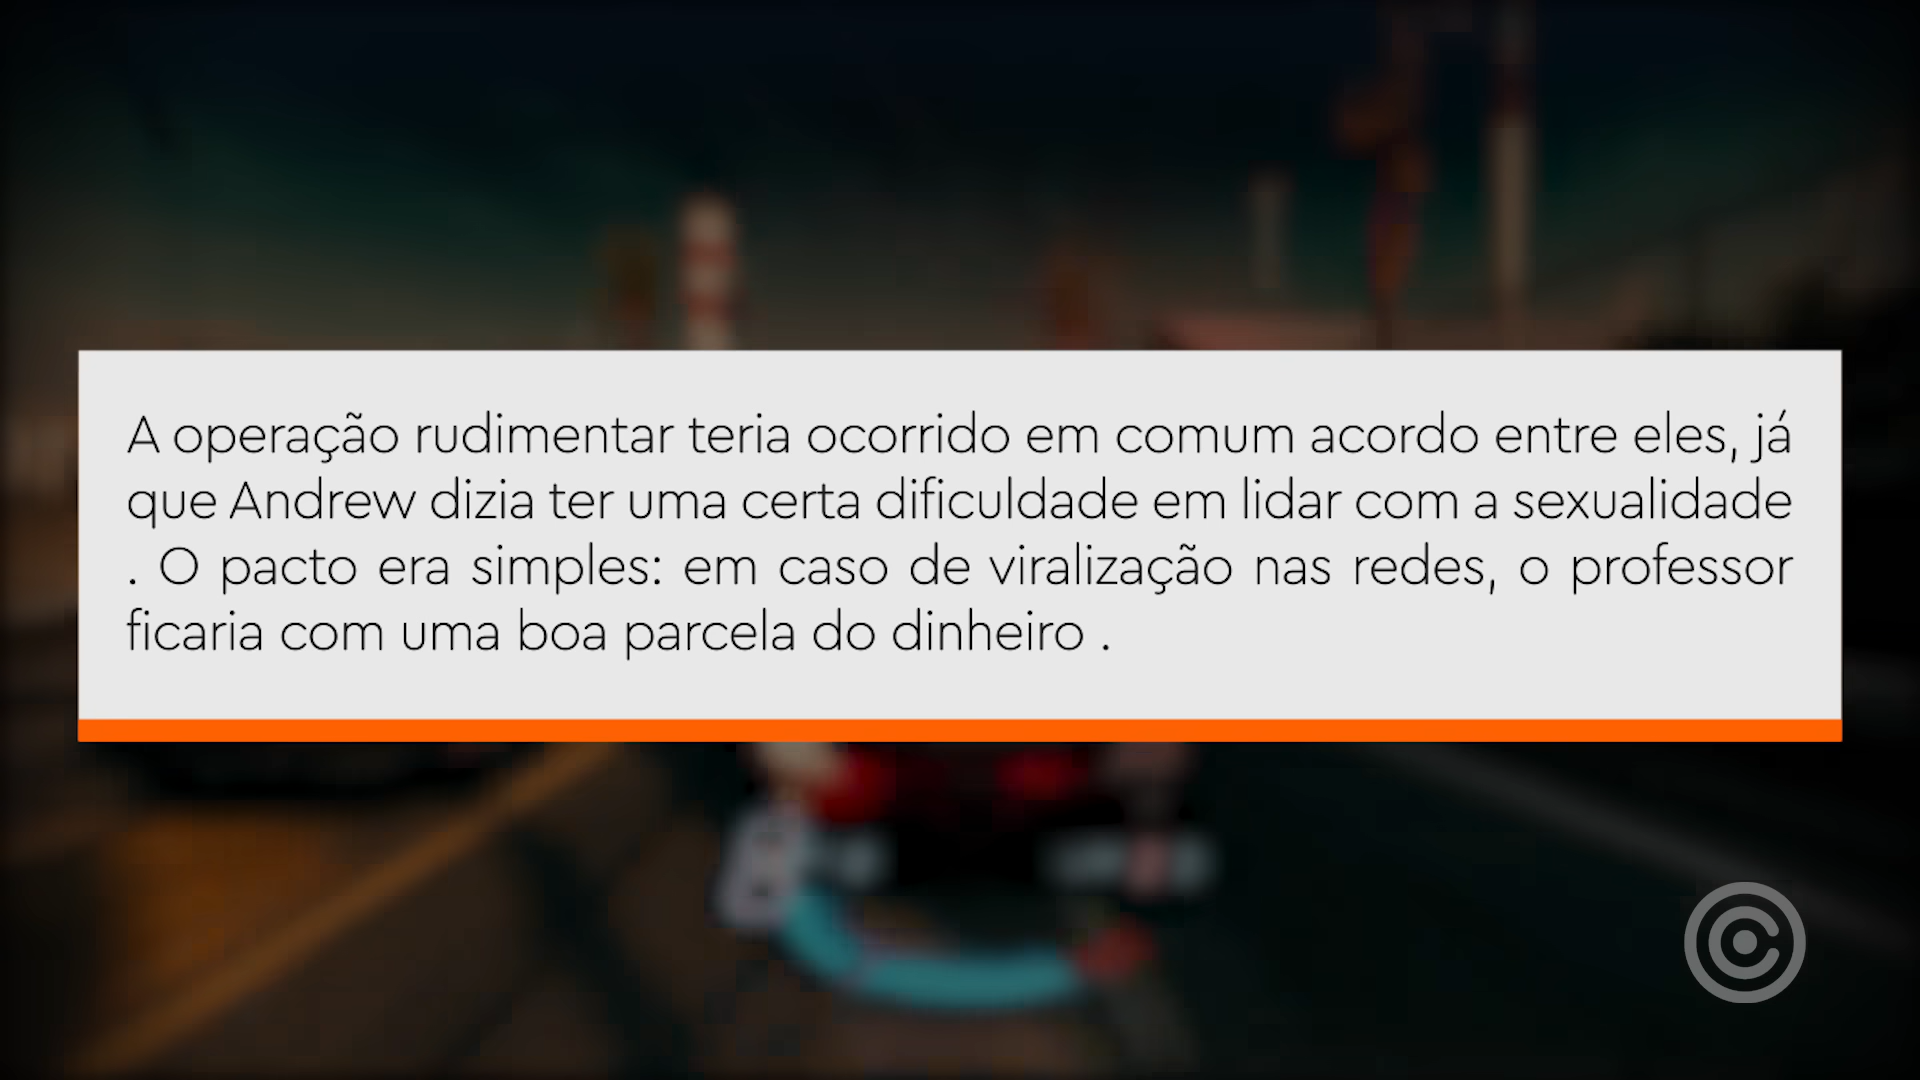 A operação rudimentar teria ocorrido em comum acordo entre eles, já
que Andrew dizia ter uma certa dificuldade em lidar com a sexualidade
. O pacto era simples: em caso de viralização nas redes, o professor
ficaria com uma boa parcela do dinheiro .